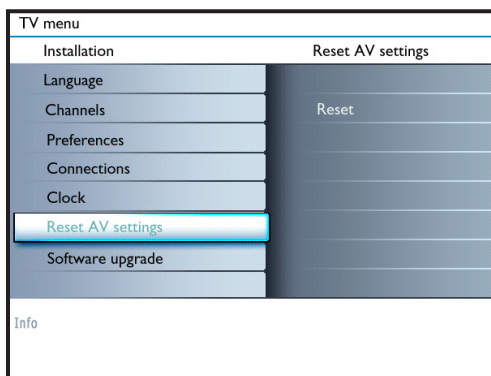 TV menu
Installation
Reset AV settings
Language
Channels
Reset
Preferences
Connections
Clock
Reset AV settings
Software upgrade
Info